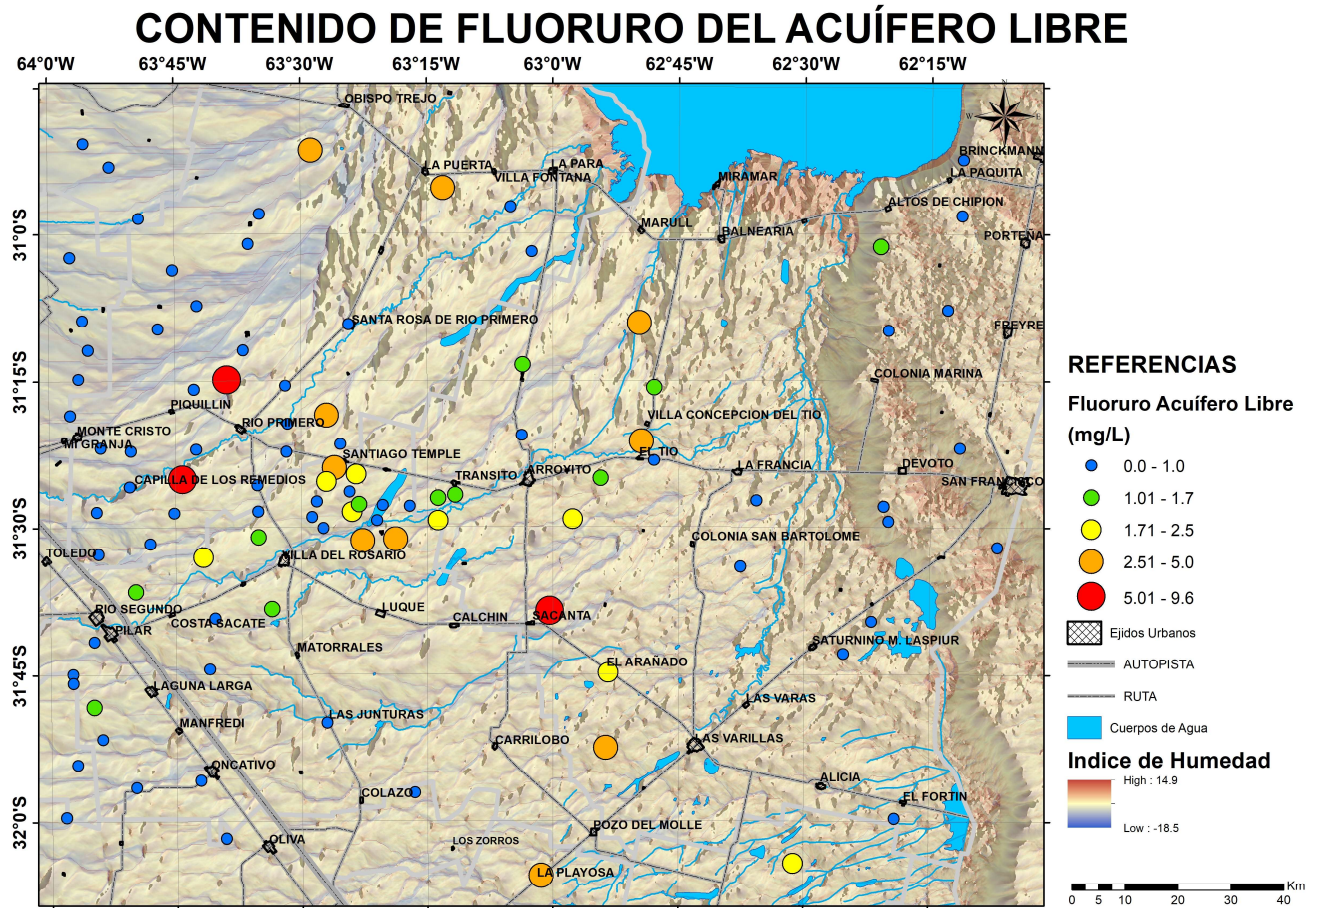 CONTENIDO DE FLUORURO DEL ACUÍFERO LIBRE
64°0'W 63°45'W 63°30'W 63°15'W 63°0'W 62°45'W 62°30'W 62°15'W
OBISPO TREJO
N
W E
S
BRINCKMANN
LA PUERTA
LA PARA
VILLA FONTANA
MIRAMAR
LA PAQUITA
ALTOS DE CHIPION
MARULL
BALNEARIA
PORTEÑA
31°0'S
SANTA ROSA DE RIO PRIMERO
FREYRE
31°15'S
COLONIA MARINA
PIQUILLIN
VILLA CONCEPCION DEL TIO
RIO PRIMERO
MONTE CRISTO
MI GRANJA
SANTIAGO TEMPLE
EL TIO
CAPILLA DE LOS REMEDIOS
TRANSITO
ARROYITO
LA FRANCIA
DEVOTO
SAN FRANCISCO
31°30'S
COLONIA SAN BARTOLOME
TOLEDO
VILLA DEL ROSARIO
RIO SEGUNDO
COSTA SACATE
LUQUE
CALCHIN
SACANTA
PILAR
MATORRALES
SATURNINO M. LASPIUR
EL ARAÑADO
31°45'S
LAGUNA LARGA
LAS VARAS
LAS JUNTURAS
MANFREDI
CARRILOBO
LAS VARILLAS
ONCATIVO
COLAZO
ALICIA
EL FORTIN
32°0'S
POZO DEL MOLLE
OLIVA
LOS ZORROS
LA PLAYOSA
REFERENCIAS
Fluoruro Acuífero Libre
(mg/L)
0.0 - 1.0
1.01 - 1.7
1.71 - 2.5
2.51 - 5.0
5.01 - 9.6
Ejidos Urbanos
AUTOPISTA
RUTA
Cuerpos de Agua
Indice de Humedad
High : 14.9
Low : -18.5
Km
0 5 10 20 30 40